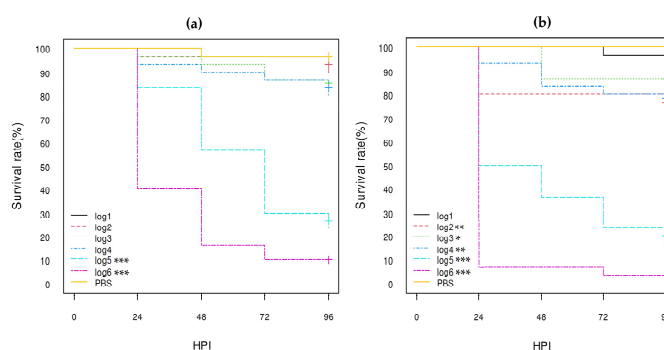 (a)
Survival rate(%)
100
90
80
70
60
50
40
30
20
10
0
log1
log2
log3
log4
log5 ***
log6 ***
PBS
0 24 48 72 96
HPI
(b)
Survival rate(%)
100
90
80
70
60
50
40
30
20
10
0
log1
log2 **
log3 *
log4 **
log5 ***
log6 ***
PBS
0 24 48 72
HPI